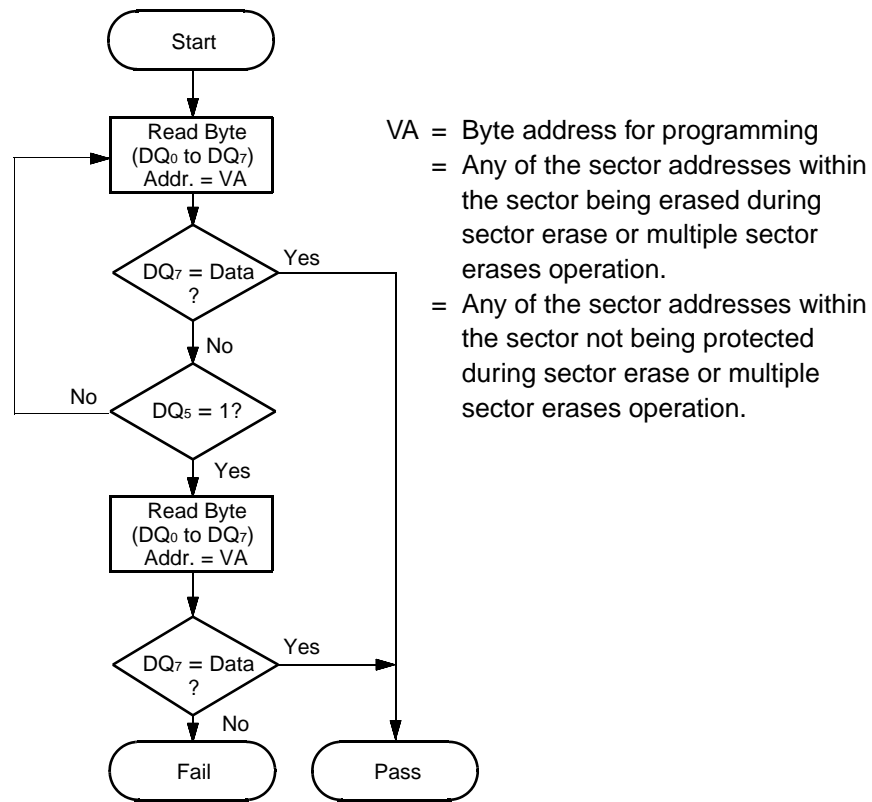 Start
Read Byte
(DQ0 to DQ7)
Addr. = VA
DQ7 = Data
?
Yes
No
DQ5 = 1?
No
Yes
Read Byte
(DQ0 to DQ7)
Addr. = VA
DQ7 = Data
?
Yes
No
Fail
Pass
VA = Byte address for programming
= Any of the sector addresses within
the sector being erased during
sector erase or multiple sector
erases operation.
= Any of the sector addresses within
the sector not being protected
during sector erase or multiple
sector erases operation.